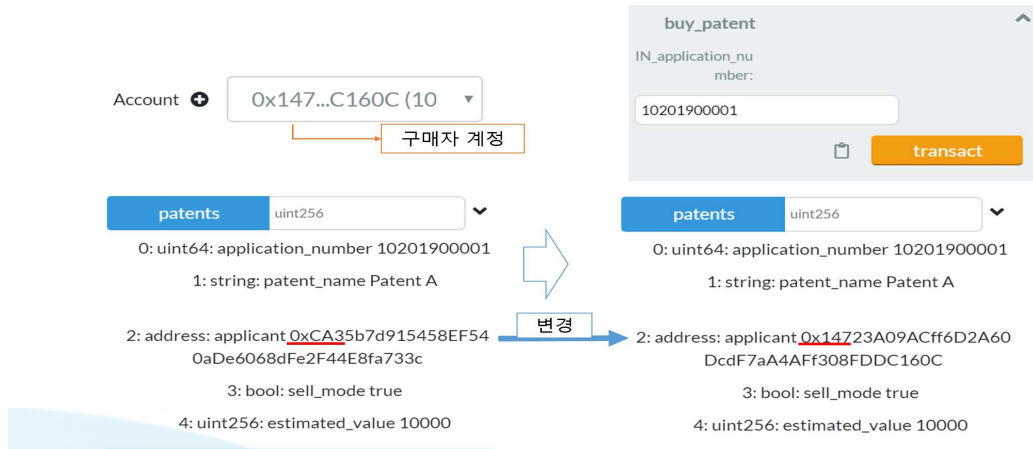 buy_patent
IN_application_nu
mber:
10201900001
transact
Account
0x147...C160C (10
구매자 계정
patents
uint256
0: uint64: application_number 10201900001
1: string: patent_name Patent A
2: address: applicant 0xCA35b7d915458EF54
0aDe6068dFe2F44E8fa733c
3: bool: sell_mode true
4: uint256: estimated_value 10000
변경
patents
uint256
0: uint64: application_number 10201900001
1: string: patent_name Patent A
2: address: applicant 0x14723A09ACff6D2A60
DcdF7aA4AFf308FDDC160C
3: bool: sell_mode true
4: uint256: estimated_value 10000